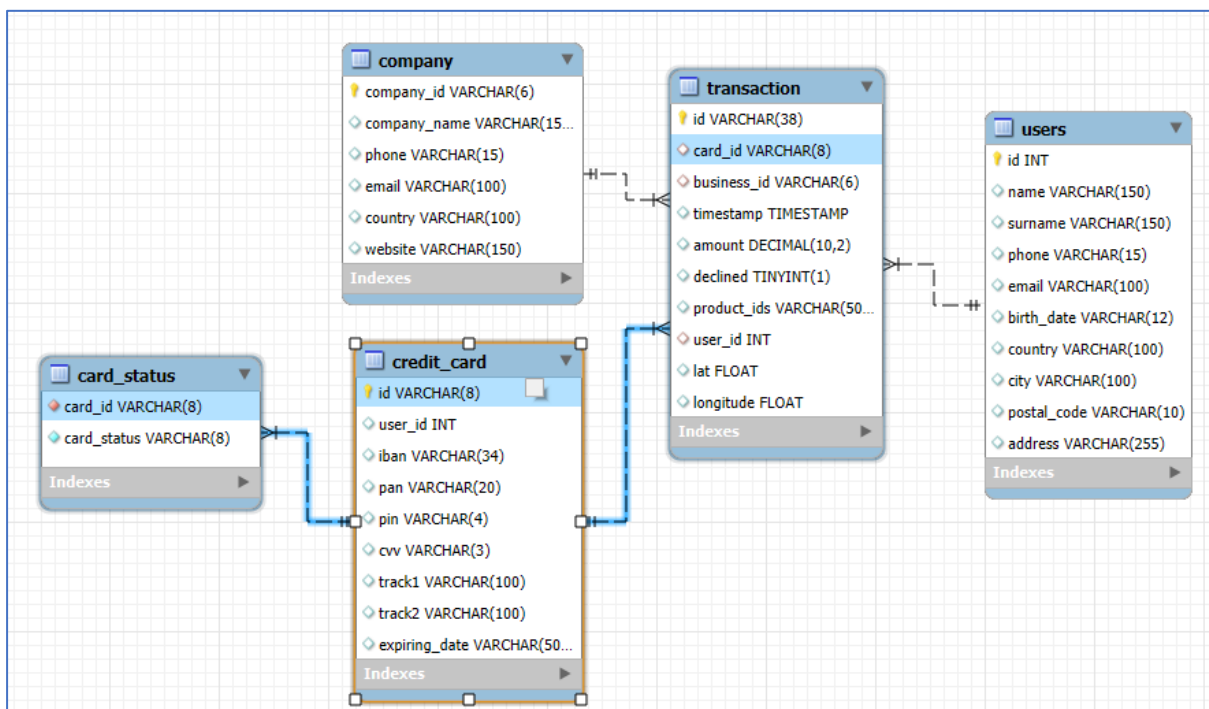 company
company_id VARCHAR(6)
company_name VARCHAR(15...
phone VARCHAR(15)
email VARCHAR(100)
country VARCHAR(100)
website VARCHAR(150)
Indexes
transaction
id VARCHAR(38)
card_id VARCHAR(8)
business_id VARCHAR(6)
timestamp TIMESTAMP
amount DECIMAL(10,2)
declined TINYINT(1)
product_ids VARCHAR(50...
user_id INT
lat FLOAT
longitude FLOAT
Indexes
users
id INT
name VARCHAR(150)
surname VARCHAR(150)
phone VARCHAR(15)
email VARCHAR(100)
birth_date VARCHAR(12)
country VARCHAR(100)
city VARCHAR(100)
postal_code VARCHAR(10)
address VARCHAR(255)
Indexes
card_status
card_id VARCHAR(8)
card_status VARCHAR(8)
Indexes
credit_card
id VARCHAR(8)
user_id INT
iban VARCHAR(34)
pan VARCHAR(20)
pin VARCHAR(4)
cvv VARCHAR(3)
track1 VARCHAR(100)
track2 VARCHAR(100)
expiring_date VARCHAR(50...
Indexes